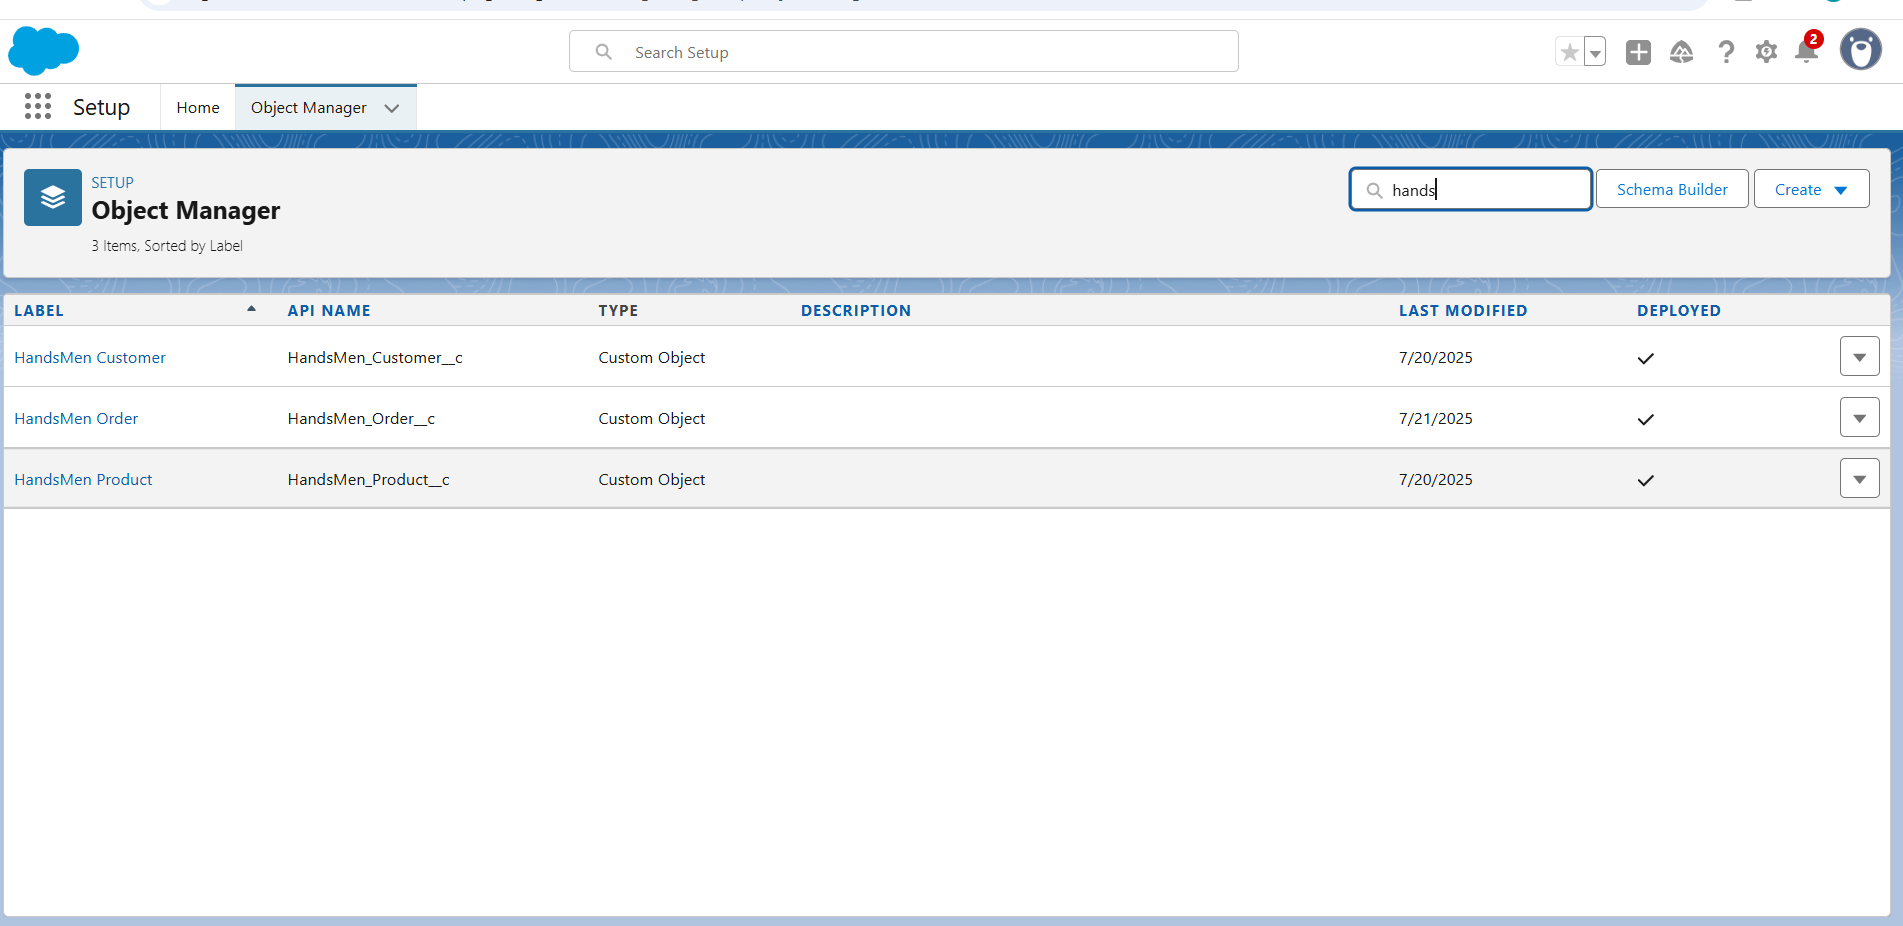 Search Setup
2
Setup
Home
Object Manager
SETUP
Object Manager
3 Items, Sorted by Label
hands
Schema Builder
Create
LABEL API NAME TYPE DESCRIPTION LAST MODIFIED DEPLOYED
HandsMen Customer HandsMen_Customer__c Custom Object 7/20/2025
HandsMen Order HandsMen_Order__c Custom Object 7/21/2025
HandsMen Product HandsMen_Product__c Custom Object 7/20/2025